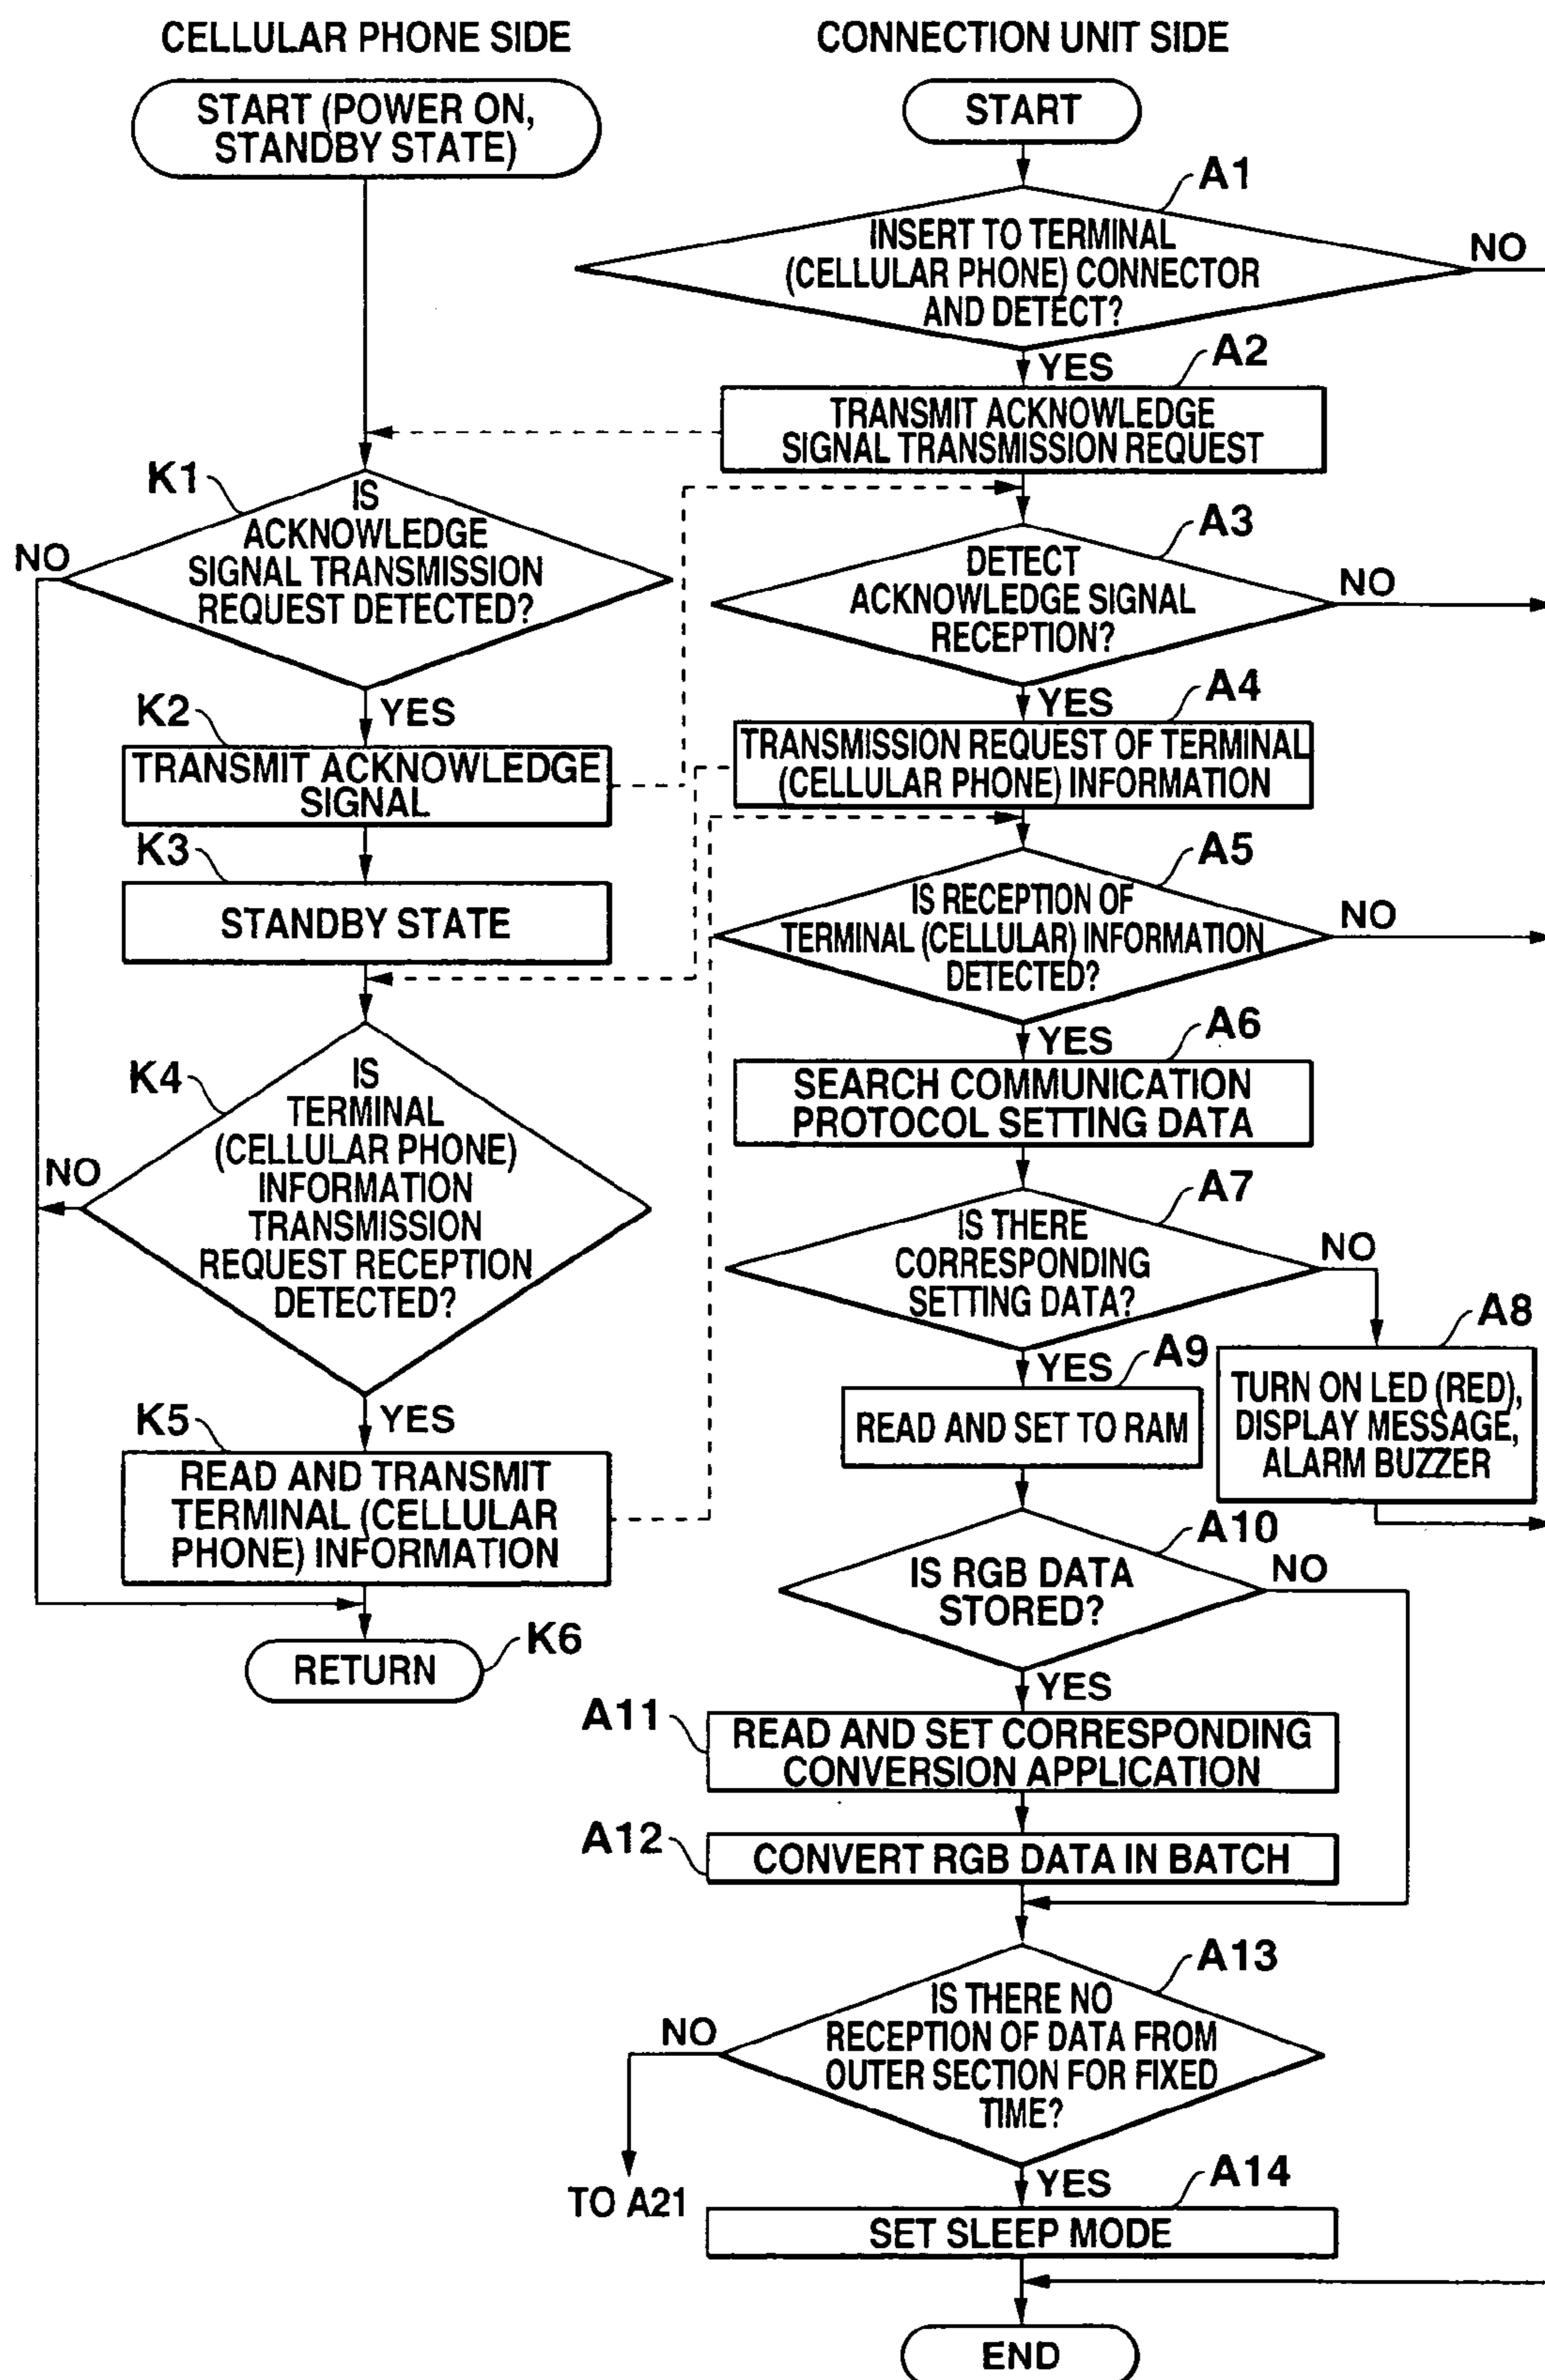 CELLULAR PHONE SIDE
START (POWER ON,
STANDBY STATE)
K1
IS
ACKNOWLEDGE
SIGNAL TRANSMISSION
REQUEST DETECTED?
NO
YES
K2
TRANSMIT ACKNOWLEDGE
SIGNAL
K3
STANDBY STATE
K4
IS
TERMINAL
(CELLULAR PHONE)
INFORMATION
TRANSMISSION
REQUEST RECEPTION
DETECTED?
NO
YES
K5
READ AND TRANSMIT
TERMINAL (CELLULAR
PHONE) INFORMATION
K6
RETURN
CONNECTION UNIT SIDE
START
A1
INSERT TO TERMINAL
(CELLULAR PHONE) CONNECTOR
AND DETECT?
NO
YES
A2
TRANSMIT ACKNOWLEDGE
SIGNAL TRANSMISSION REQUEST
A3
DETECT
ACKNOWLEDGE SIGNAL
RECEPTION?
NO
YES
A4
TRANSMISSION REQUEST OF TERMINAL
(CELLULAR PHONE) INFORMATION
A5
IS RECEPTION OF
TERMINAL (CELLULAR) INFORMATION
DETECTED?
NO
YES
A6
SEARCH COMMUNICATION
PROTOCOL SETTING DATA
A7
IS THERE
CORRESPONDING
SETTING DATA?
NO
YES
A8
TURN ON LED (RED),
DISPLAY MESSAGE,
ALARM BUZZER
A9
READ AND SET TO RAM
A10
IS RGB DATA
STORED?
NO
YES
A11
READ AND SET CORRESPONDING
CONVERSION APPLICATION
A12
CONVERT RGB DATA IN BATCH
A13
IS THERE NO
RECEPTION OF DATA FROM
OUTER SECTION FOR FIXED
TIME?
NO
TO A21
YES
A14
SET SLEEP MODE
END